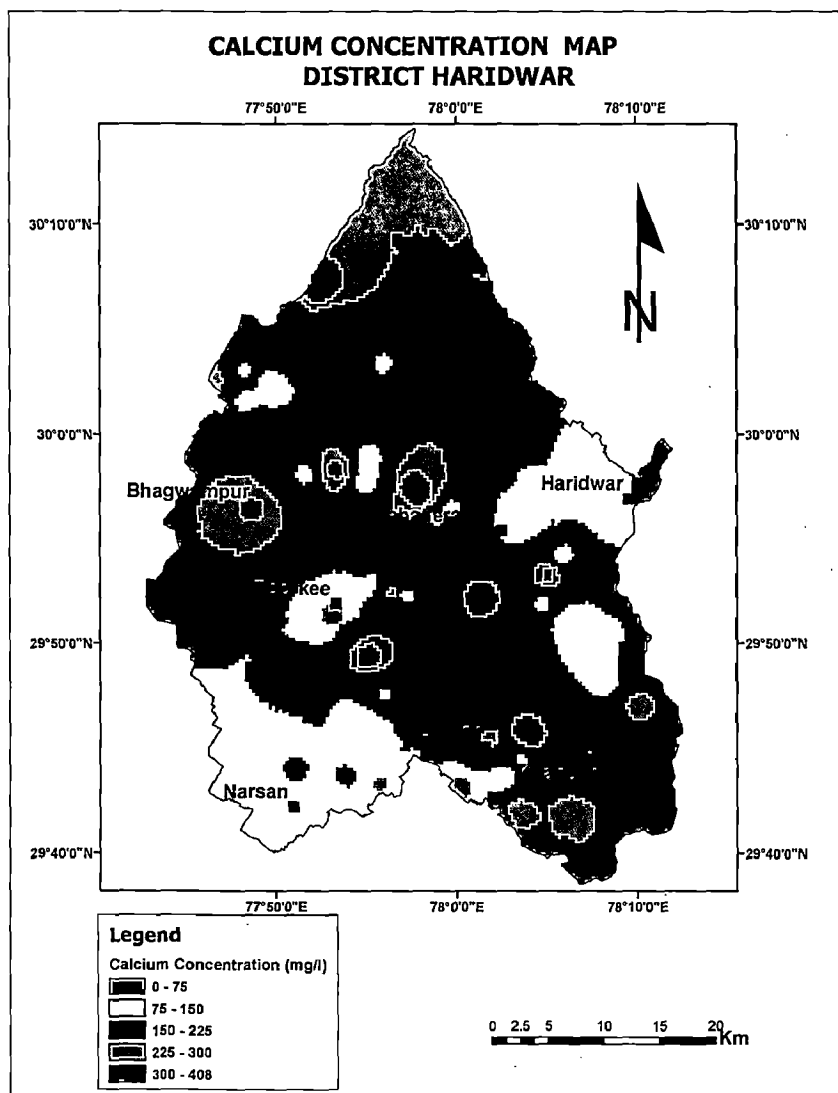 CALCIUM CONCENTRATION MAP
DISTRICT HARIDWAR
77°50'0"E 78°0'0"E 78°10'0"E
30°10'0"N 30°10'0"N
N
30°0'0"N 30°0'0"N
Haridwar
Bhagwanpur
29°50'0"N 29°50'0"N
Narsan
29°40'0"N 29°40'0"N
77°50'0"E 78°0'0"E 78°10'0"E
Legend
Calcium Concentration (mg/l)
0 - 75
75 - 150
150 - 225
225 - 300
300 - 408
0 2.5 5 10 15 20
Km